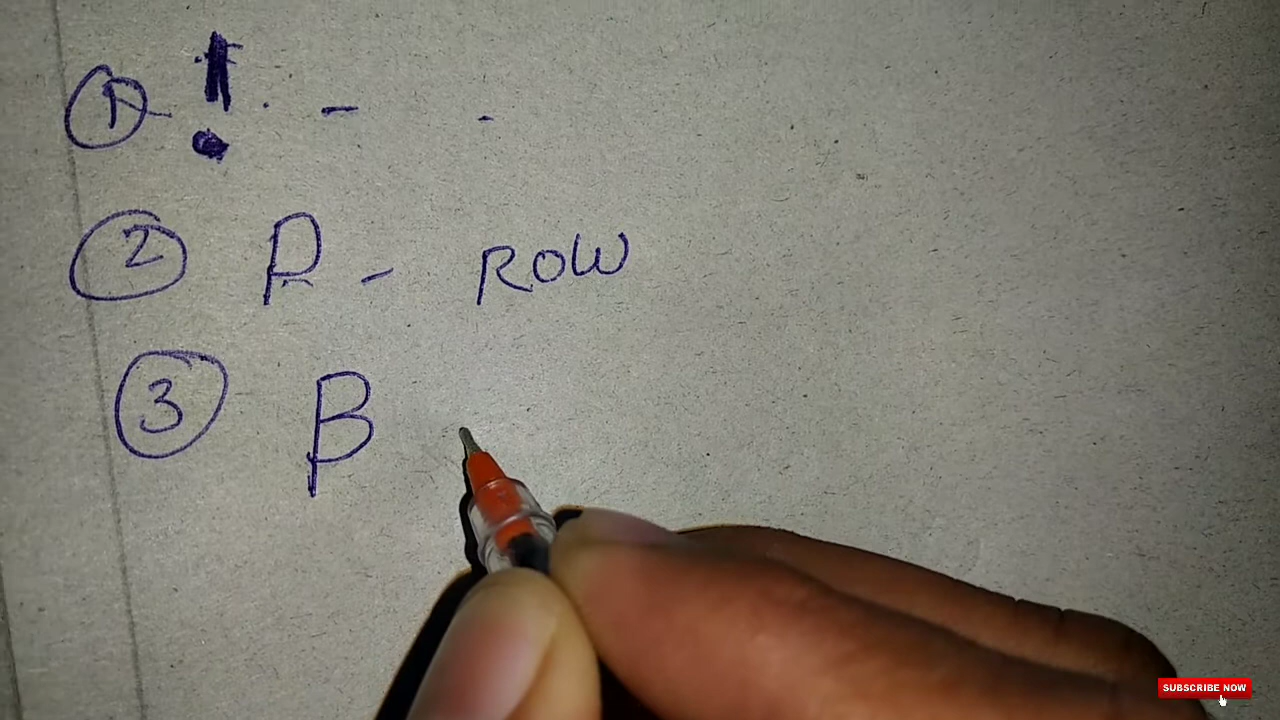 ① ! - .
② ρ - ROW
③ β
SUBSCRIBE NOW